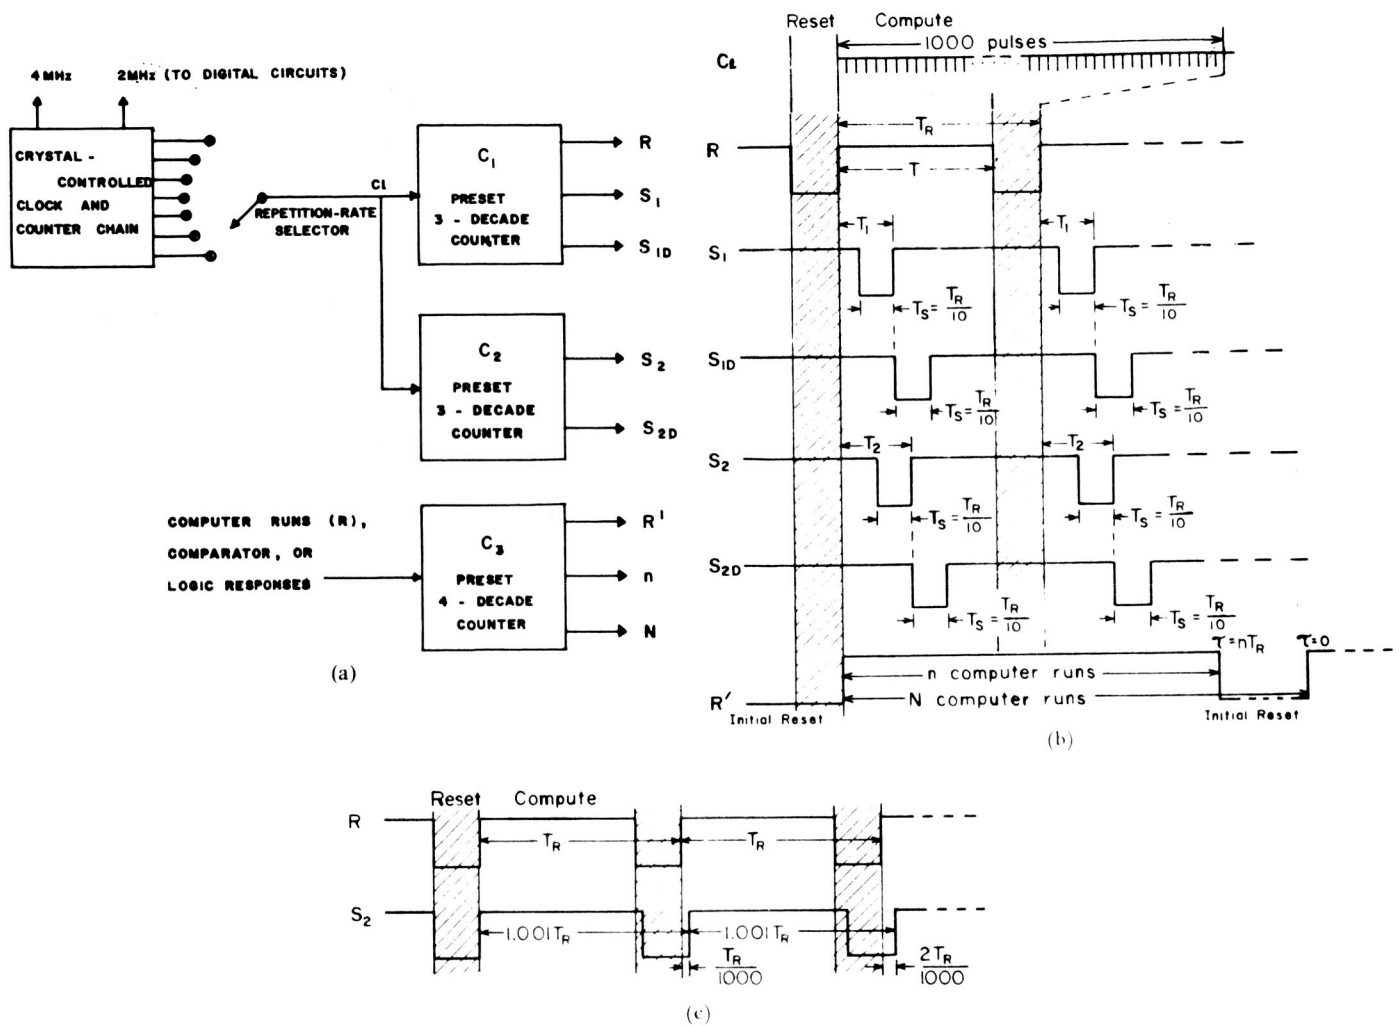 4 MHz
2MHz (TO DIGITAL CIRCUITS)
CRYSTAL -
CONTROLLED
CLOCK AND
COUNTER CHAIN
Cl
REPETITION-RATE
SELECTOR
C1
PRESET
3 - DECADE
COUNTER
R
S1
S1D
C2
PRESET
3 - DECADE
COUNTER
S2
S2D
COMPUTER RUNS (R),
COMPARATOR, OR
LOGIC RESPONSES
C3
PRESET
4 - DECADE
COUNTER
R'
n
N
(a)
Reset Compute
1000 pulses
Cℓ
TR
R
T
T1 T1
S1
TS = TR/10 TS = TR/10
S1D
TS = TR/10 TS = TR/10
T2 T2
S2
TS = TR/10 TS = TR/10
S2D
TS = TR/10 TS = TR/10
τ = nTR τ=0
n computer runs
N computer runs
R'
Initial Reset Initial Reset
(b)
Reset Compute
R
TR TR
S2
1.001TR 1.001TR
TR/1000 2TR/1000
(c)